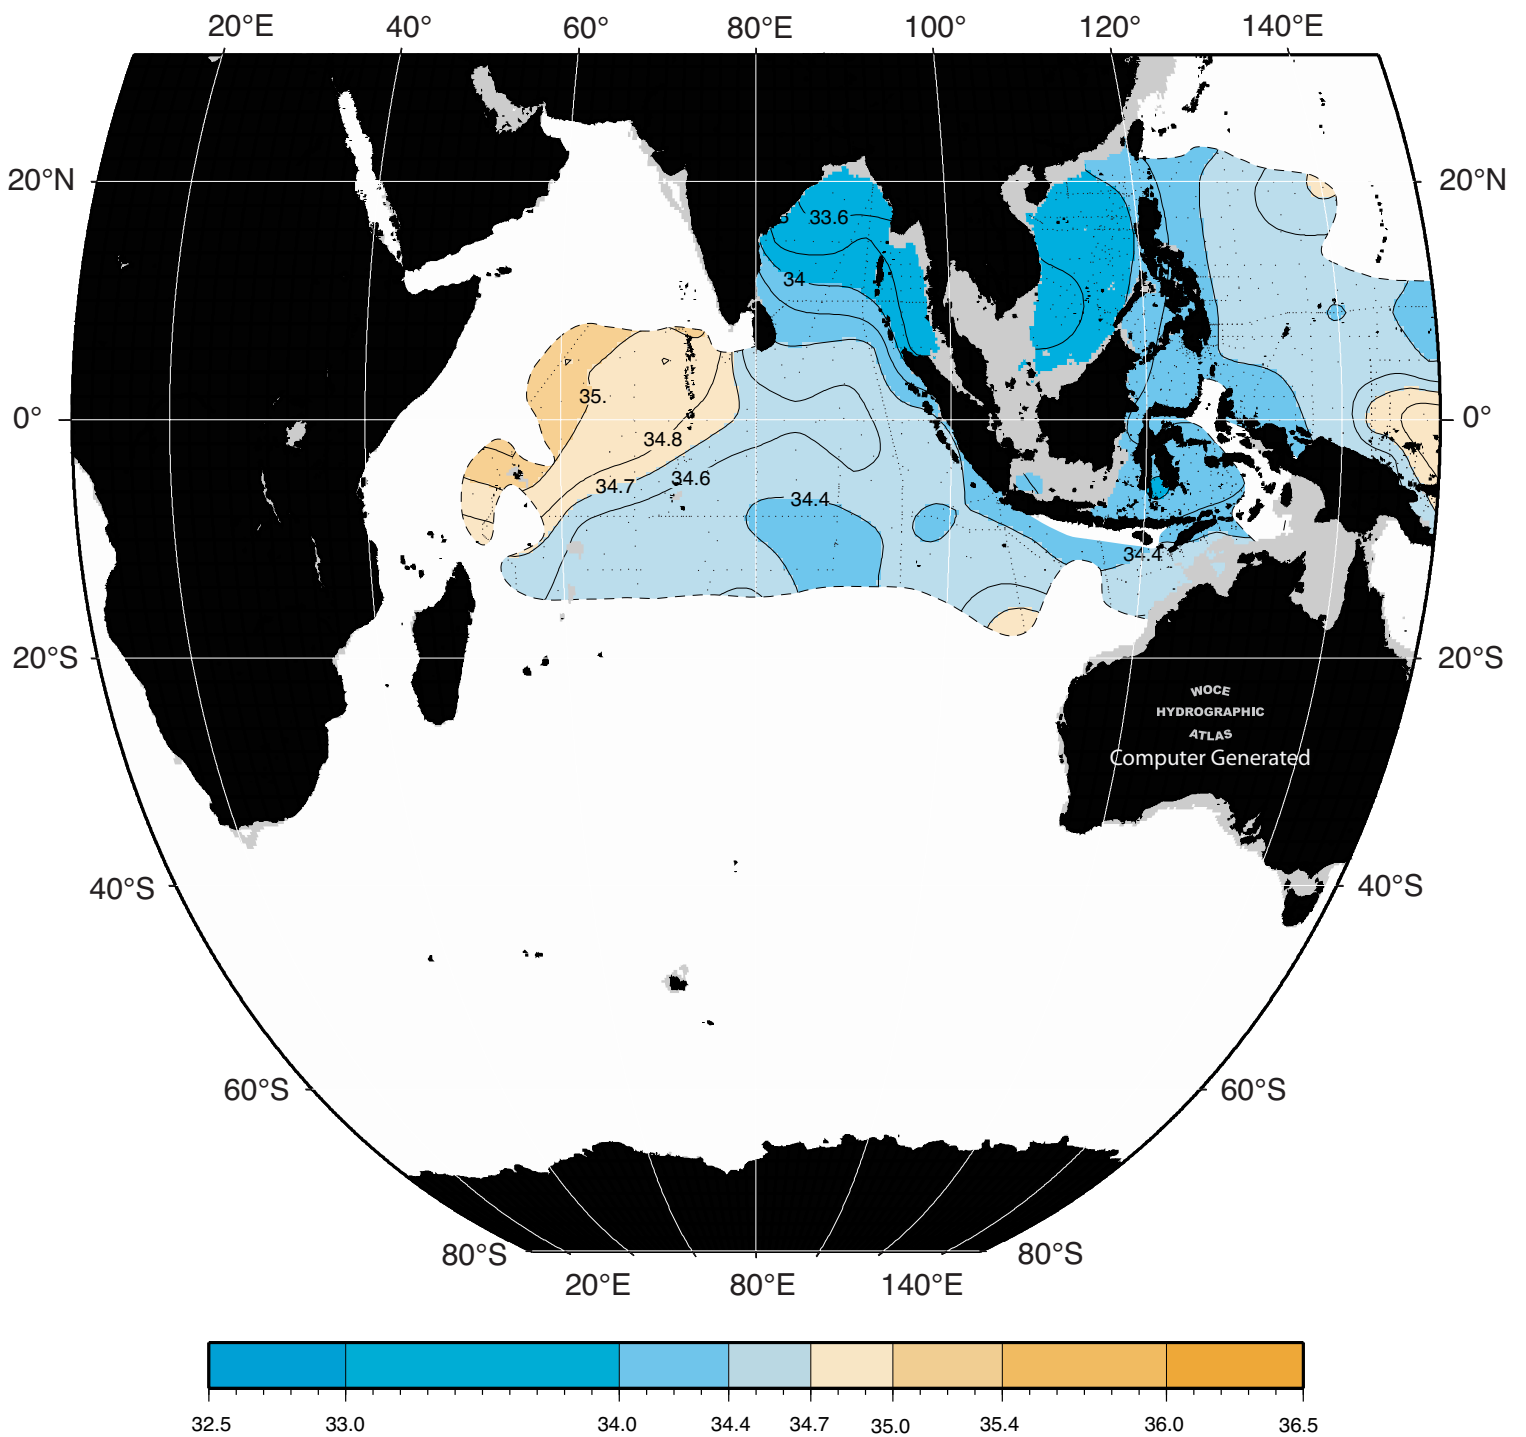 20°E 40° 60° 80°E 100° 120° 140°E
20°N 20°N
33.6
34
35.
0° 0°
34.8
34.7 34.6
34.4
34.4
20°S 20°S
WOCE
HYDROGRAPHIC
ATLAS
Computer Generated
40°S 40°S
60°S 60°S
80°S 80°S
20°E 80°E 140°E
32.5 33.0 34.0 34.4 34.7 35.0 35.4 36.0 36.5